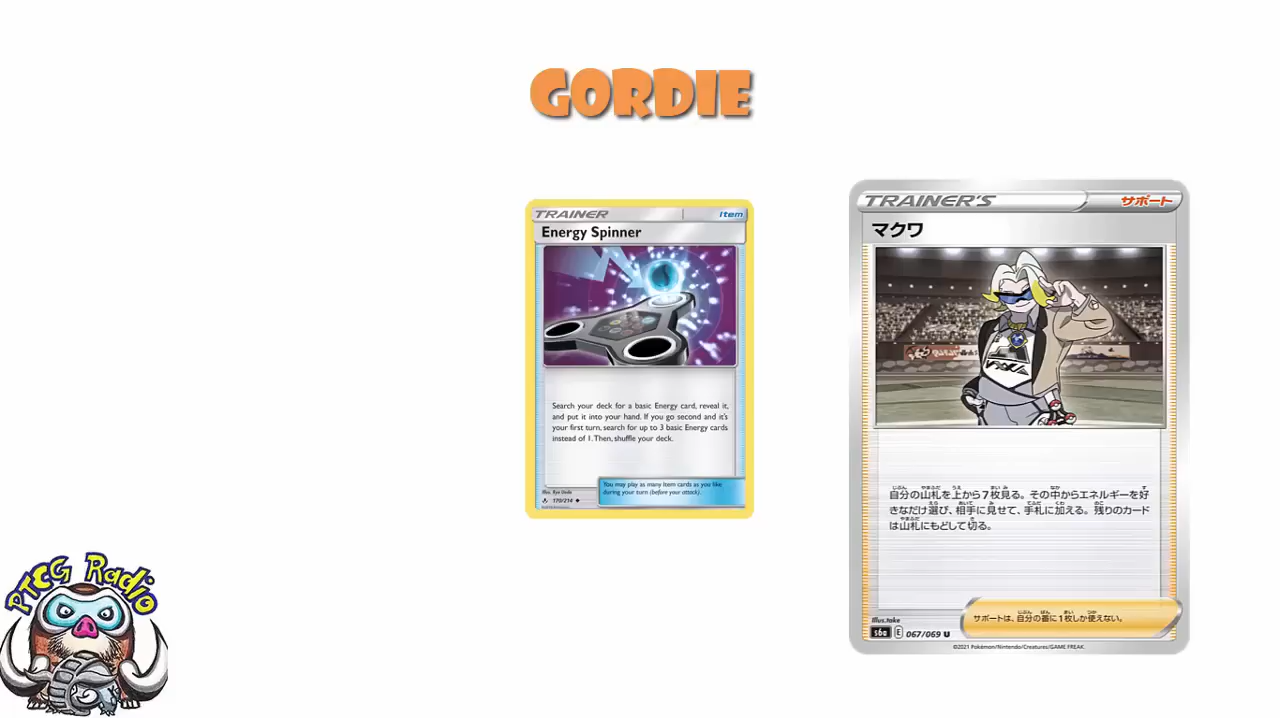 GORDIE
TRAINER
Item
Energy Spinner
Search your deck for a basic Energy card, reveal it,
and put it into your hand. If you go second and it's
your first turn, search for up to 3 basic Energy cards
instead of 1. Then, shuffle your deck.
You may play as many Item cards as you like
during your turn (before your attack).
Illus. Ryo Ueda
170/214
TRAINER'S
サポート
マクワ
自分の山札を上から7枚見る。その中からエネルギーを好
きなだけ選び、相手に見せて、手札に加える。残りのカード
は山札にもどして切る。
サポートは、自分の番に1枚しか使えない。
Illus.take
s6a E 067/069 U
©2021 Pokémon/Nintendo/Creatures/GAME FREAK.
PTCG Radio